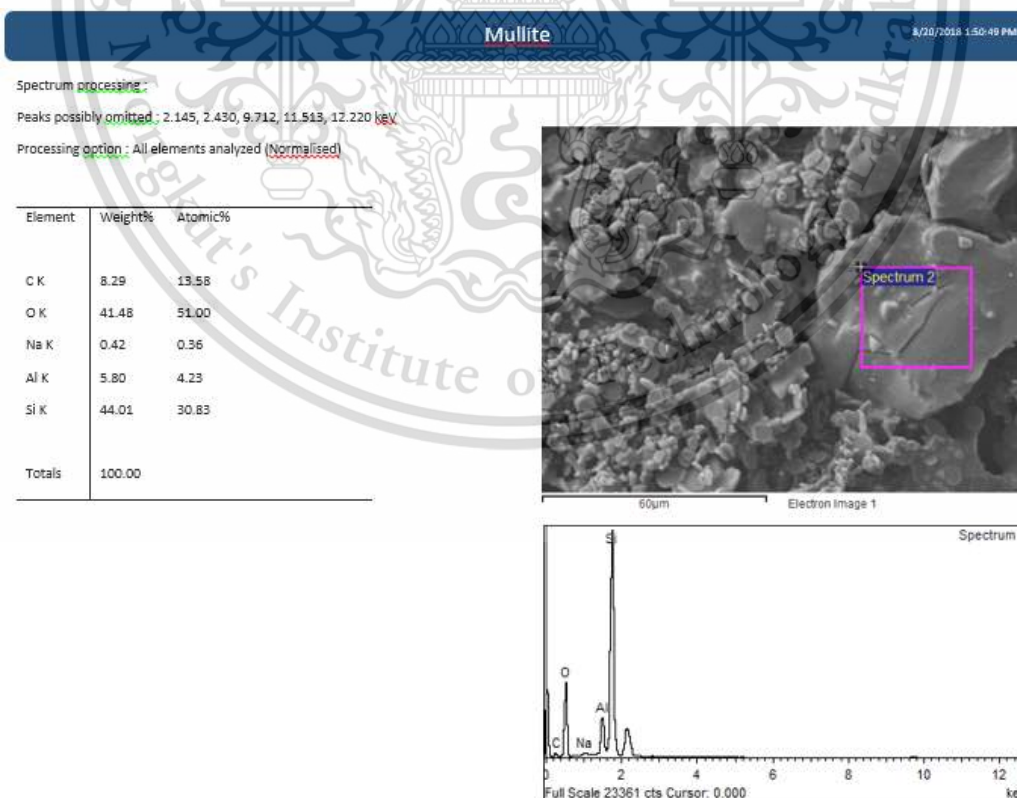 Mullite
8/20/2018 1:50:49 PM
Spectrum processing :
Peaks possibly omitted : 2.145, 2.430, 9.712, 11.513, 12.220 keV
Processing option : All elements analyzed (Normalised)
Element Weight% Atomic%
C K 8.29 13.58
O K 41.48 51.00
Na K 0.42 0.36
Al K 5.80 4.23
Si K 44.01 30.83
Totals 100.00
Spectrum 2
60µm Electron Image 1
Spectrum
Si
O
Al
C Na
0 2 4 6 8 10 12
Full Scale 23361 cts Cursor: 0.000 ke
Mongkut's Institute of